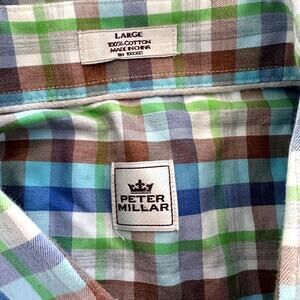 LARGE
100% COTTON
MADE IN CHINA
PETER
MILLAR